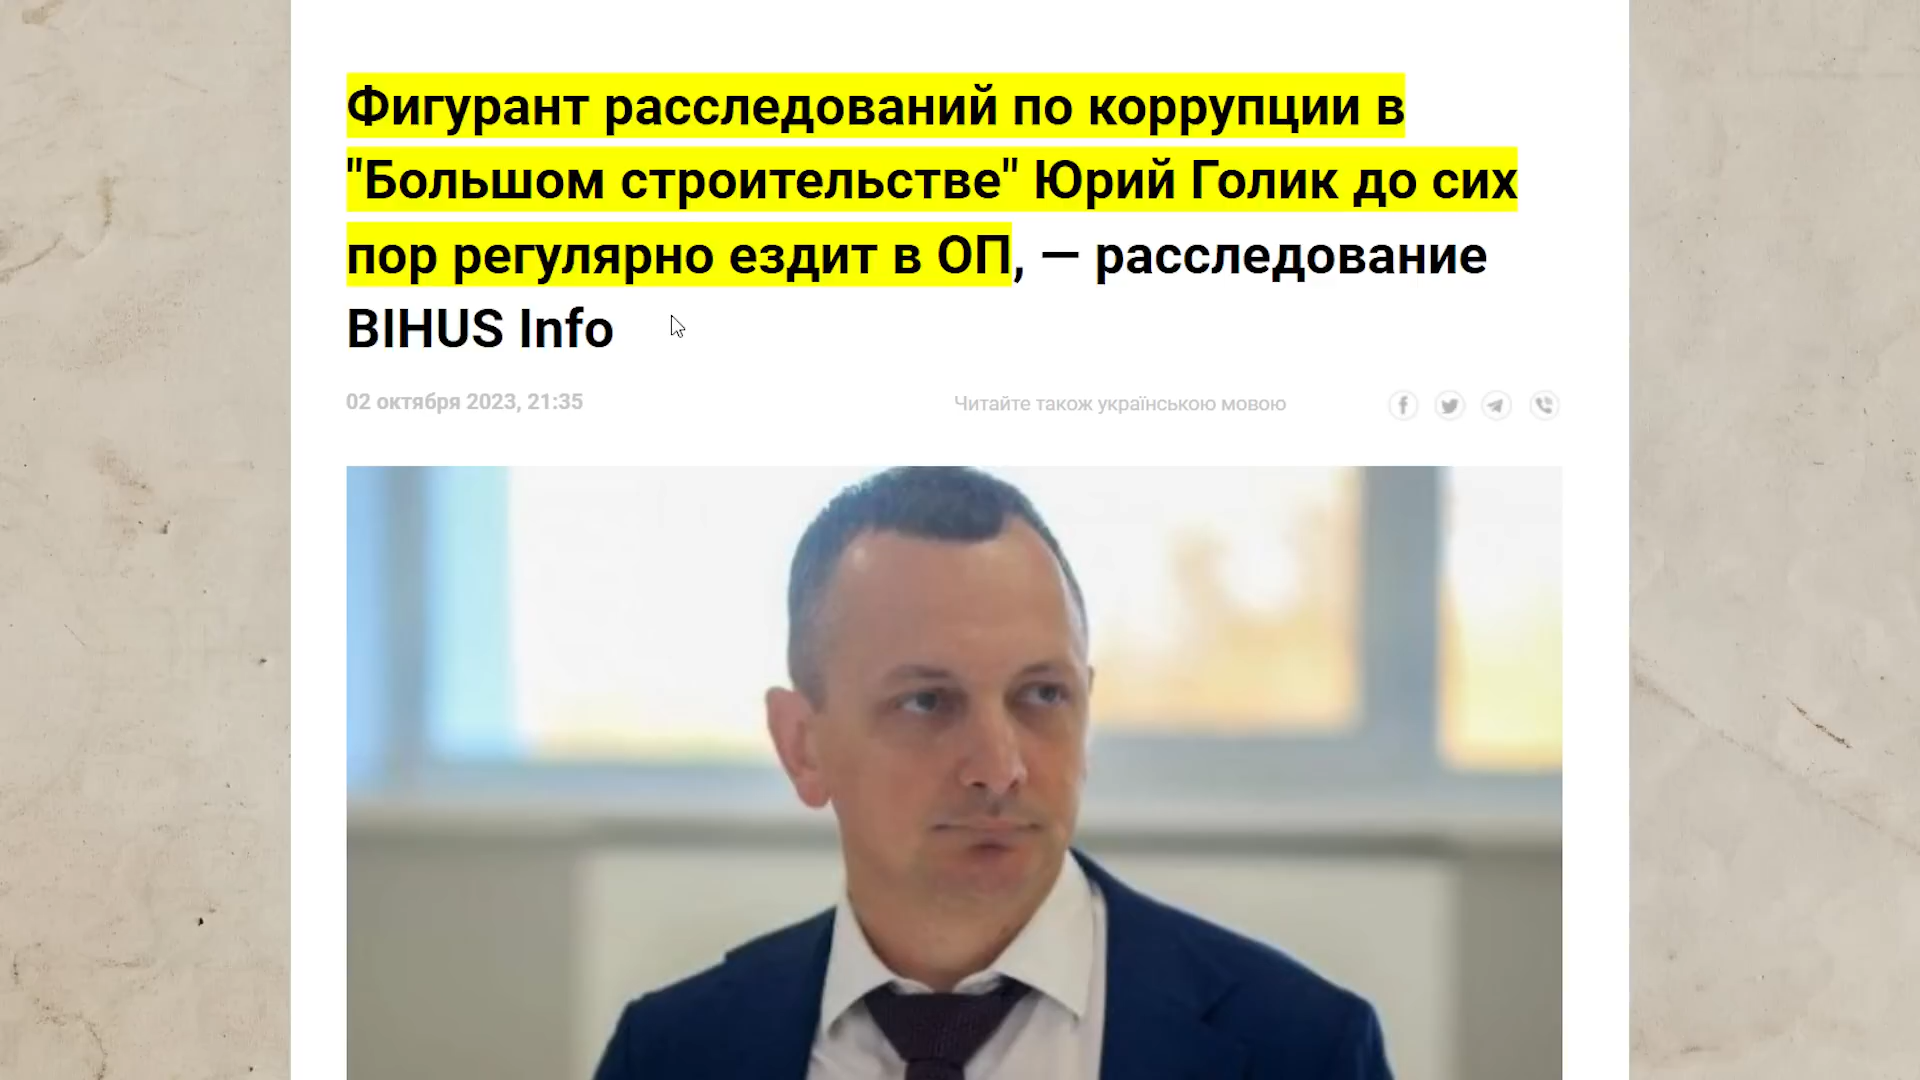 Фигурант расследований по коррупции в
"Большом строительстве" Юрий Голик до сих
пор регулярно ездит в ОП, — расследование
BIHUS Info
02 октября 2023, 21:35
Читайте також українською мовою